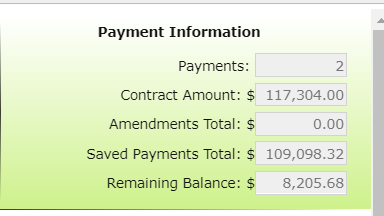 Payment Information
Payments: 2
Contract Amount: $ 117,304.00
Amendments Total: $ 0.00
Saved Payments Total: $ 109,098.32
Remaining Balance: $ 8,205.68